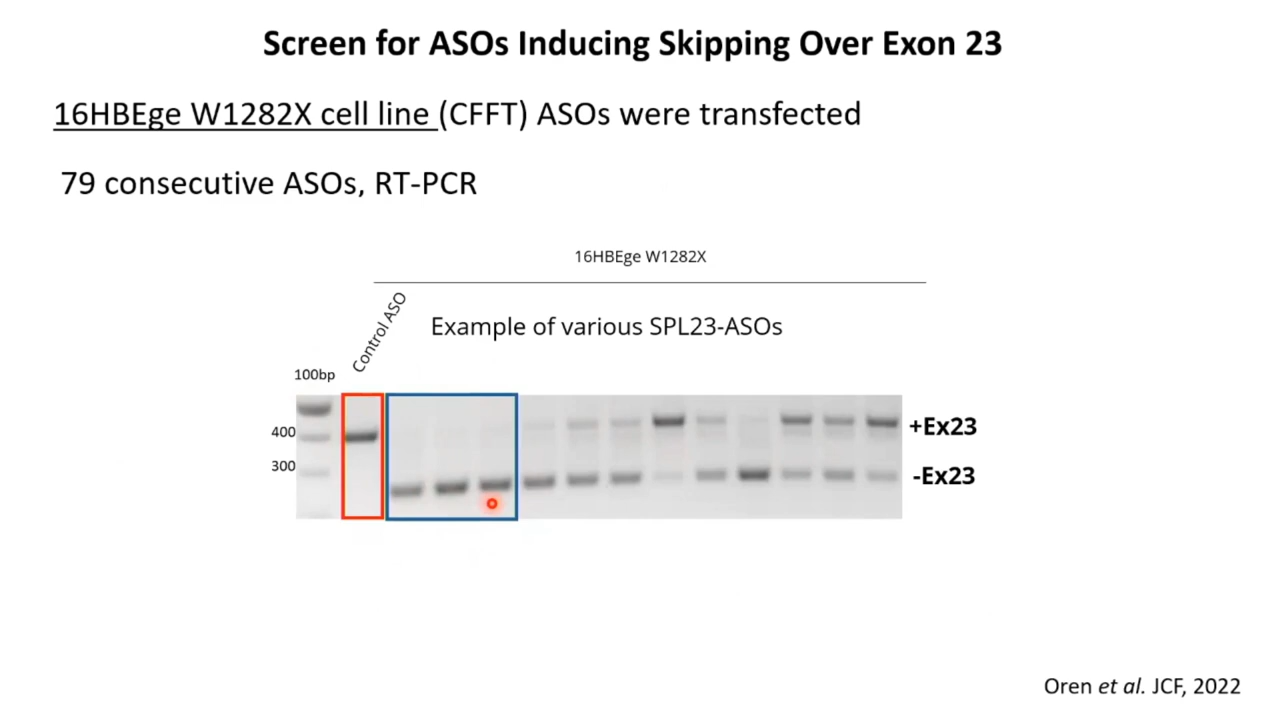 Screen for ASOs Inducing Skipping Over Exon 23
16HBEge W1282X cell line (CFFT) ASOs were transfected
79 consecutive ASOs, RT-PCR
16HBEge W1282X
Control ASO
Example of various SPL23-ASOs
100bp
400
+Ex23
300
-Ex23
Oren et al. JCF, 2022